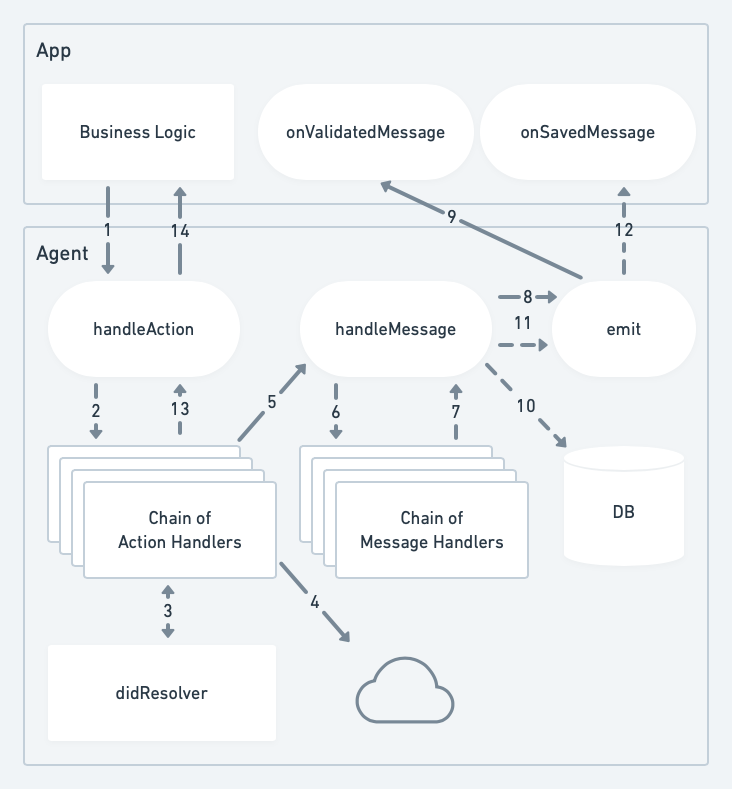 App
Business Logic
onValidatedMessage
onSavedMessage
9
1
14
12
Agent
8
11
handleAction
handleMessage
emit
5
10
2
13
6
7
Chain of
Action Handlers
Chain of
Message Handlers
DB
4
3
didResolver